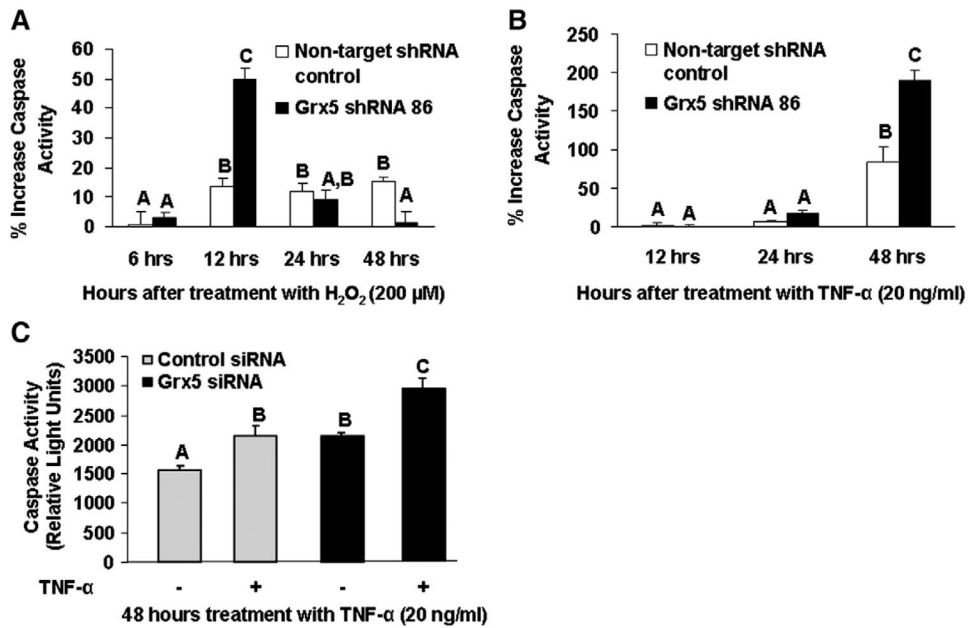 A
% Increase Caspase
Activity
60
50
40
30
20
10
0
Non-target shRNA
control
Grx5 shRNA 86
A A
B C
B A,B
B A
6 hrs 12 hrs 24 hrs 48 hrs
Hours after treatment with H₂O₂ (200 µM)
B
% Increase Caspase
Activity
250
200
150
100
50
0
Non-target shRNA
control
Grx5 shRNA 86
A A
A A
B C
12 hrs 24 hrs 48 hrs
Hours after treatment with TNF-α (20 ng/ml)
C
Caspase Activity
(Relative Light Units)
3500
3000
2500
2000
1500
1000
500
0
Control siRNA
Grx5 siRNA
A B B C
TNF-α - + - +
48 hours treatment with TNF-α (20 ng/ml)